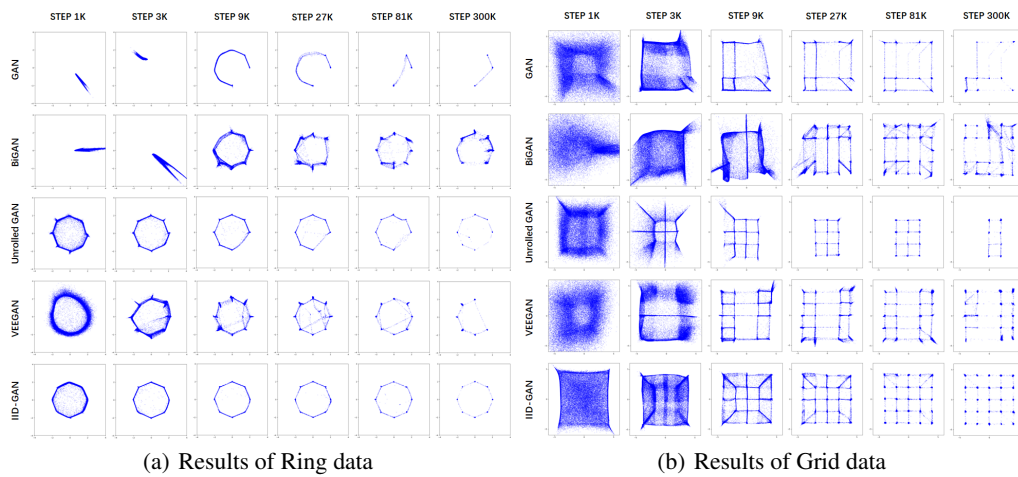 STEP 1K STEP 3K STEP 9K STEP 27K STEP 81K STEP 300K
GAN
BiGAN
Unrolled GAN
VEEGAN
IID-GAN
(a) Results of Ring data
STEP 1K STEP 3K STEP 9K STEP 27K STEP 81K STEP 300K
GAN
BiGAN
Unrolled GAN
VEEGAN
IID-GAN
(b) Results of Grid data